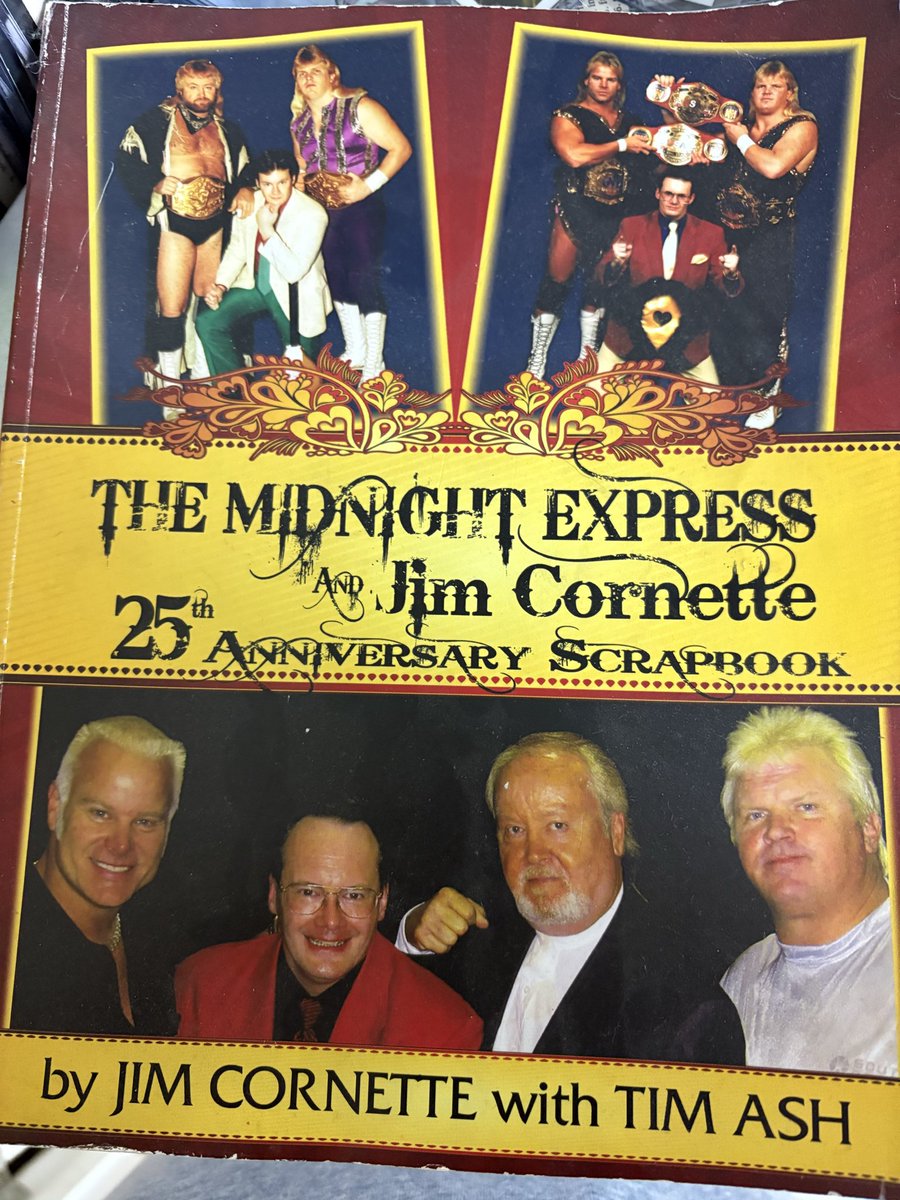 THE MIDNIGHT EXPRESS
AND Jim Cornette
25th ANNIVERSARY SCRAPBOOK
by JIM CORNETTE with TIM ASH